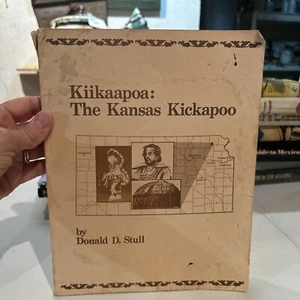 Kiikaapoa:
The Kansas Kickapoo
by
Donald D. Stull